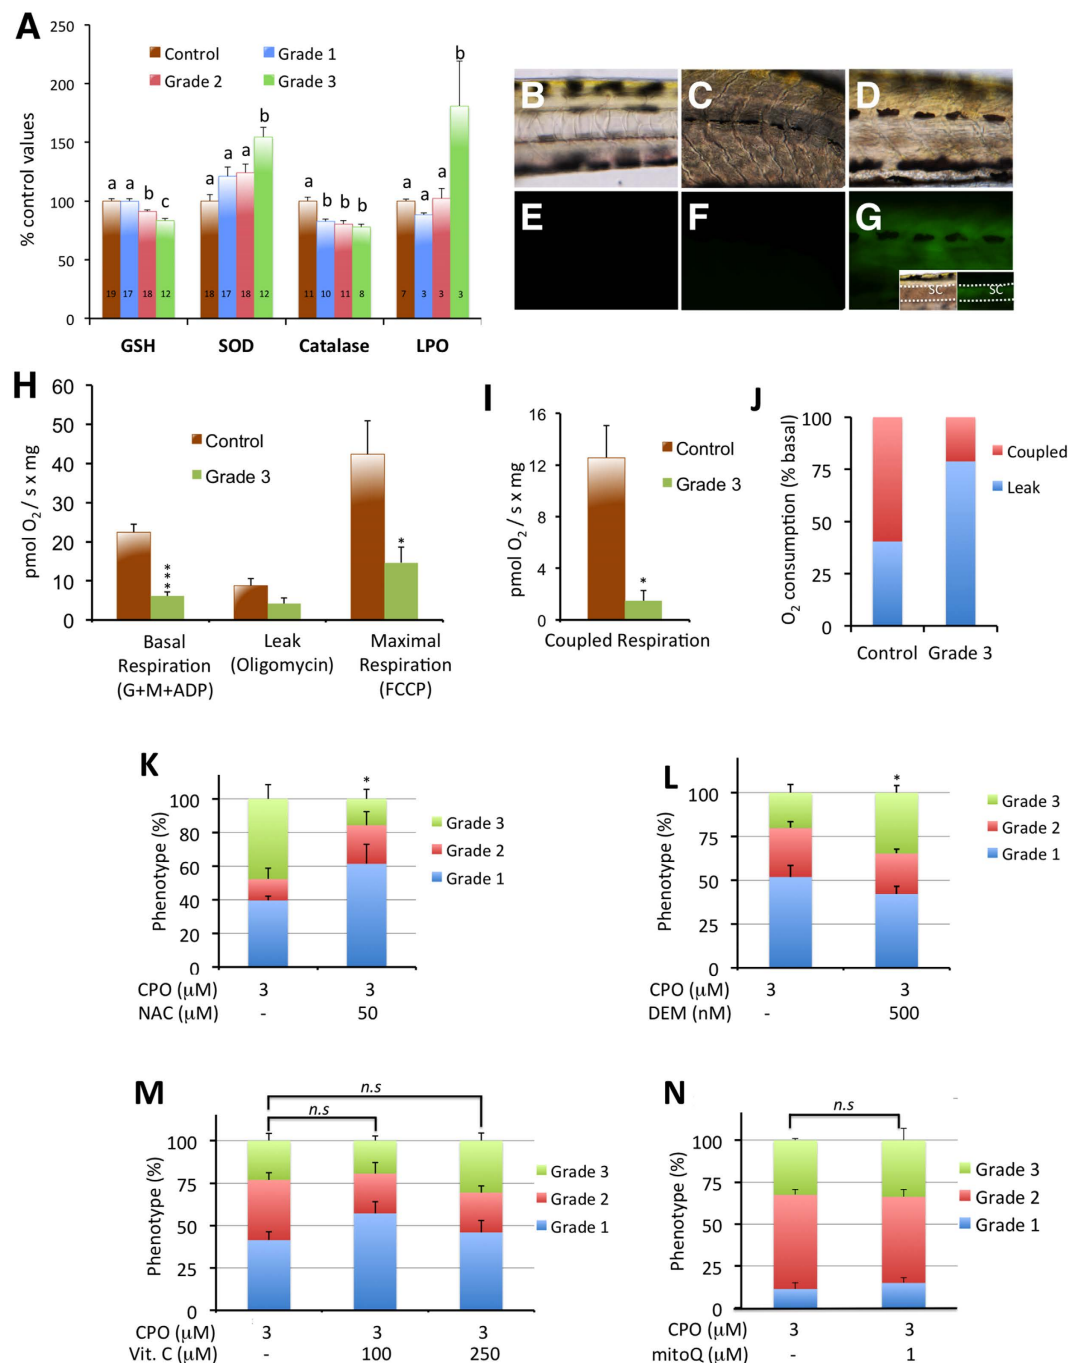 A
250
200
150
100
50
0
% control values
Control
Grade 1
Grade 2
Grade 3
a a b c
a a a b
a b b b
a a a b
19 17 18 12
18 17 18 12
11 10 11 8
7 3 3 3
GSH SOD Catalase LPO
B C D
E F G
SC SC
H
60
50
40
30
20
10
0
pmol O2 / s x mg
Control
Grade 3
***
*
Basal Respiration (G+M+ADP)
Leak (Oligomycin)
Maximal Respiration (FCCP)
I
16
12
8
4
0
pmol O2 / s x mg
Control
Grade 3
*
Coupled Respiration
J
100
75
50
25
0
O2 consumption (% basal)
Coupled
Leak
Control Grade 3
K
100
80
60
40
20
0
Phenotype (%)
*
Grade 3
Grade 2
Grade 1
CPO (μM) 3 3
NAC (μM) - 50
L
100
75
50
25
0
Phenotype (%)
*
Grade 3
Grade 2
Grade 1
CPO (μM) 3 3
DEM (nM) - 500
M
n.s
n.s
100
75
50
25
0
Phenotype (%)
Grade 3
Grade 2
Grade 1
CPO (μM) 3 3 3
Vit. C (μM) - 100 250
N
n.s
100
75
50
25
0
Phenotype (%)
Grade 3
Grade 2
Grade 1
CPO (μM) 3 3
mitoQ (μM) - 1